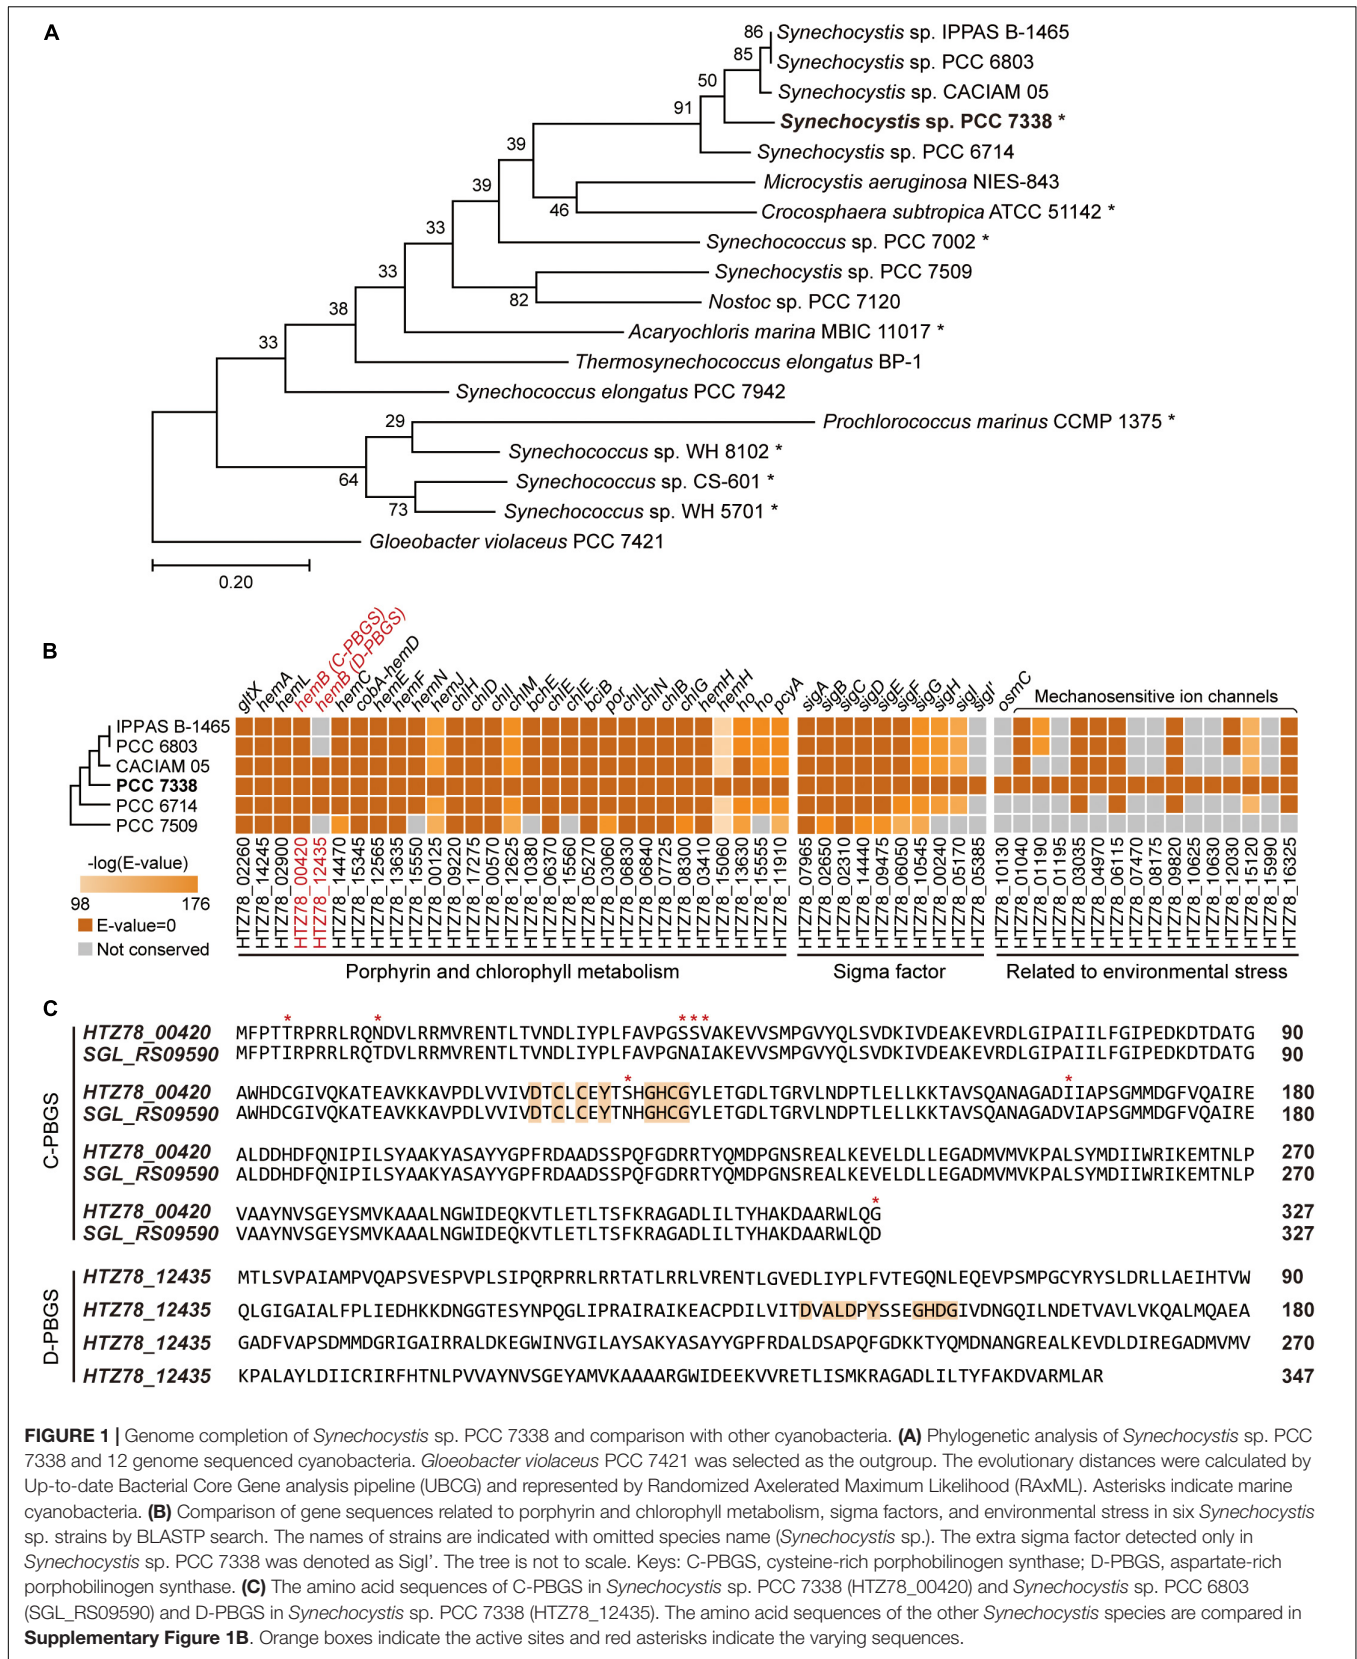 A
86 Synechocystis sp. IPPAS B-1465
85 Synechocystis sp. PCC 6803
50 Synechocystis sp. CACIAM 05
91 Synechocystis sp. PCC 7338 *
39 Synechocystis sp. PCC 6714
39 Microcystis aeruginosa NIES-843
46 Crocosphaera subtropica ATCC 51142 *
33 Synechococcus sp. PCC 7002 *
33 Synechocystis sp. PCC 7509
82 Nostoc sp. PCC 7120
38 Acaryochloris marina MBIC 11017 *
33 Thermosynechococcus elongatus BP-1
Synechococcus elongatus PCC 7942
29 Prochlorococcus marinus CCMP 1375 *
Synechococcus sp. WH 8102 *
64 Synechococcus sp. CS-601 *
73 Synechococcus sp. WH 5701 *
Gloeobacter violaceus PCC 7421
0.20
B
gltX hemA hemL hemB (C-PBGS) hemB (D-PBGS) hemC cobA-hemD hemE hemF hemN hemJ chlH chlD chlI chlM bchE chlE chlE bciB por chlL chlN chlB chlG hemH hemH ho ho pcyA
sigA sigB sigC sigD sigE sigF sigG sigH sigI sigI'
osmC Mechanosensitive ion channels
IPPAS B-1465
PCC 6803
CACIAM 05
PCC 7338
PCC 6714
PCC 7509
-log(E-value)
98 176
E-value=0
Not conserved
HTZ78_02260 HTZ78_14245 HTZ78_02900 HTZ78_00420 HTZ78_12435 HTZ78_14470 HTZ78_15345 HTZ78_12565 HTZ78_13635 HTZ78_15550 HTZ78_00125 HTZ78_09220 HTZ78_17275 HTZ78_00570 HTZ78_12625 HTZ78_10380 HTZ78_06370 HTZ78_15560 HTZ78_05270 HTZ78_03060 HTZ78_06830 HTZ78_06840 HTZ78_07725 HTZ78_08300 HTZ78_03410 HTZ78_15060 HTZ78_13630 HTZ78_15555 HTZ78_11910
HTZ78_07965 HTZ78_02650 HTZ78_02310 HTZ78_14440 HTZ78_09475 HTZ78_06050 HTZ78_10545 HTZ78_00240 HTZ78_05170 HTZ78_05385
HTZ78_10130 HTZ78_01040 HTZ78_01190 HTZ78_01195 HTZ78_03035 HTZ78_04970 HTZ78_06115 HTZ78_07470 HTZ78_08175 HTZ78_09820 HTZ78_10625 HTZ78_10630 HTZ78_12030 HTZ78_15120 HTZ78_15990 HTZ78_16325
Porphyrin and chlorophyll metabolism Sigma factor Related to environmental stress
C
C-PBGS
* * * * *
HTZ78_00420 MFPTTRPRRLRQNDVLRRMVRENTLTVNDLIYPLFAVPGSSVAKEVVSMPGVYQLSVDKIVDEAKEVRDLGIPAIILFGIPEDKDTDATG 90
SGL_RS09590 MFPTIRPRRLRQTDVLRRMVRENTLTVNDLIYPLFAVPGNAIAKEVVSMPGVYQLSVDKIVDEAKEVRDLGIPAIILFGIPEDKDTDATG 90
* *
HTZ78_00420 AWHDCGIVQKATEAVKKAVPDLVVIVDTCLCEYTSHGHCGYLETGDLTGRVLNDPTLELLKKTAVSQANAGADIIAPSGMMDGFVQAIRE 180
SGL_RS09590 AWHDCGIVQKATEAVKKAVPDLVVIVDTCLCEYTNHGHCGYLETGDLTGRVLNDPTLELLKKTAVSQANAGADVIAPSGMMDGFVQAIRE 180
HTZ78_00420 ALDDHDFQNIPILSYAAKYASAYYGPFRDAADSSPQFGDRRTYQMDPGNSREALKEVELDLLEGADMVMVKPALSYMDIIWRIKEMTNLP 270
SGL_RS09590 ALDDHDFQNIPILSYAAKYASAYYGPFRDAADSSPQFGDRRTYQMDPGNSREALKEVELDLLEGADMVMVKPALSYMDIIWRIKEMTNLP 270
*
HTZ78_00420 VAAYNVSGEYSMVKAAALNGWIDEQKVTLETLTSFKRAGADLILTYHAKDAARWLQG 327
SGL_RS09590 VAAYNVSGEYSMVKAAALNGWIDEQKVTLETLTSFKRAGADLILTYHAKDAARWLQD 327
D-PBGS
HTZ78_12435 MTLSVPAIAMPVQAPSVESPVPLSIPQRPRRLRRTATLRRLVRENTLGVEDLIYPLFVTEGQNLEQEVPSMPGCYRYSLDRLLAEIHTVW 90
HTZ78_12435 QLGIGAIALFPLIEDHKKDNGGTESYNPQGLIPRAIRAIKEACPDILVITDVALDPYSSEGHDGIVDNGQILNDETVAVLVKQALMQAEA 180
HTZ78_12435 GADFVAPSDMMDGRIGAIRRALDKEGWINVGILAYSAKYASAYYGPFRDALDSAPQFGDKKTYQMDNANGREALKEVDLDIREGADMVMV 270
HTZ78_12435 KPALAYLDIICRIRFHTNLPVVAYNVSGEYAMVKAAAARGWIDEEKVVRETLISMKRAGADLILTYFAKDVARMLAR 347
FIGURE 1 | Genome completion of Synechocystis sp. PCC 7338 and comparison with other cyanobacteria. (A) Phylogenetic analysis of Synechocystis sp. PCC
7338 and 12 genome sequenced cyanobacteria. Gloeobacter violaceus PCC 7421 was selected as the outgroup. The evolutionary distances were calculated by
Up-to-date Bacterial Core Gene analysis pipeline (UBCG) and represented by Randomized Axelerated Maximum Likelihood (RAxML). Asterisks indicate marine
cyanobacteria. (B) Comparison of gene sequences related to porphyrin and chlorophyll metabolism, sigma factors, and environmental stress in six Synechocystis
sp. strains by BLASTP search. The names of strains are indicated with omitted species name (Synechocystis sp.). The extra sigma factor detected only in
Synechocystis sp. PCC 7338 was denoted as SigI’. The tree is not to scale. Keys: C-PBGS, cysteine-rich porphobilinogen synthase; D-PBGS, aspartate-rich
porphobilinogen synthase. (C) The amino acid sequences of C-PBGS in Synechocystis sp. PCC 7338 (HTZ78_00420) and Synechocystis sp. PCC 6803
(SGL_RS09590) and D-PBGS in Synechocystis sp. PCC 7338 (HTZ78_12435). The amino acid sequences of the other Synechocystis species are compared in
Supplementary Figure 1B. Orange boxes indicate the active sites and red asterisks indicate the varying sequences.